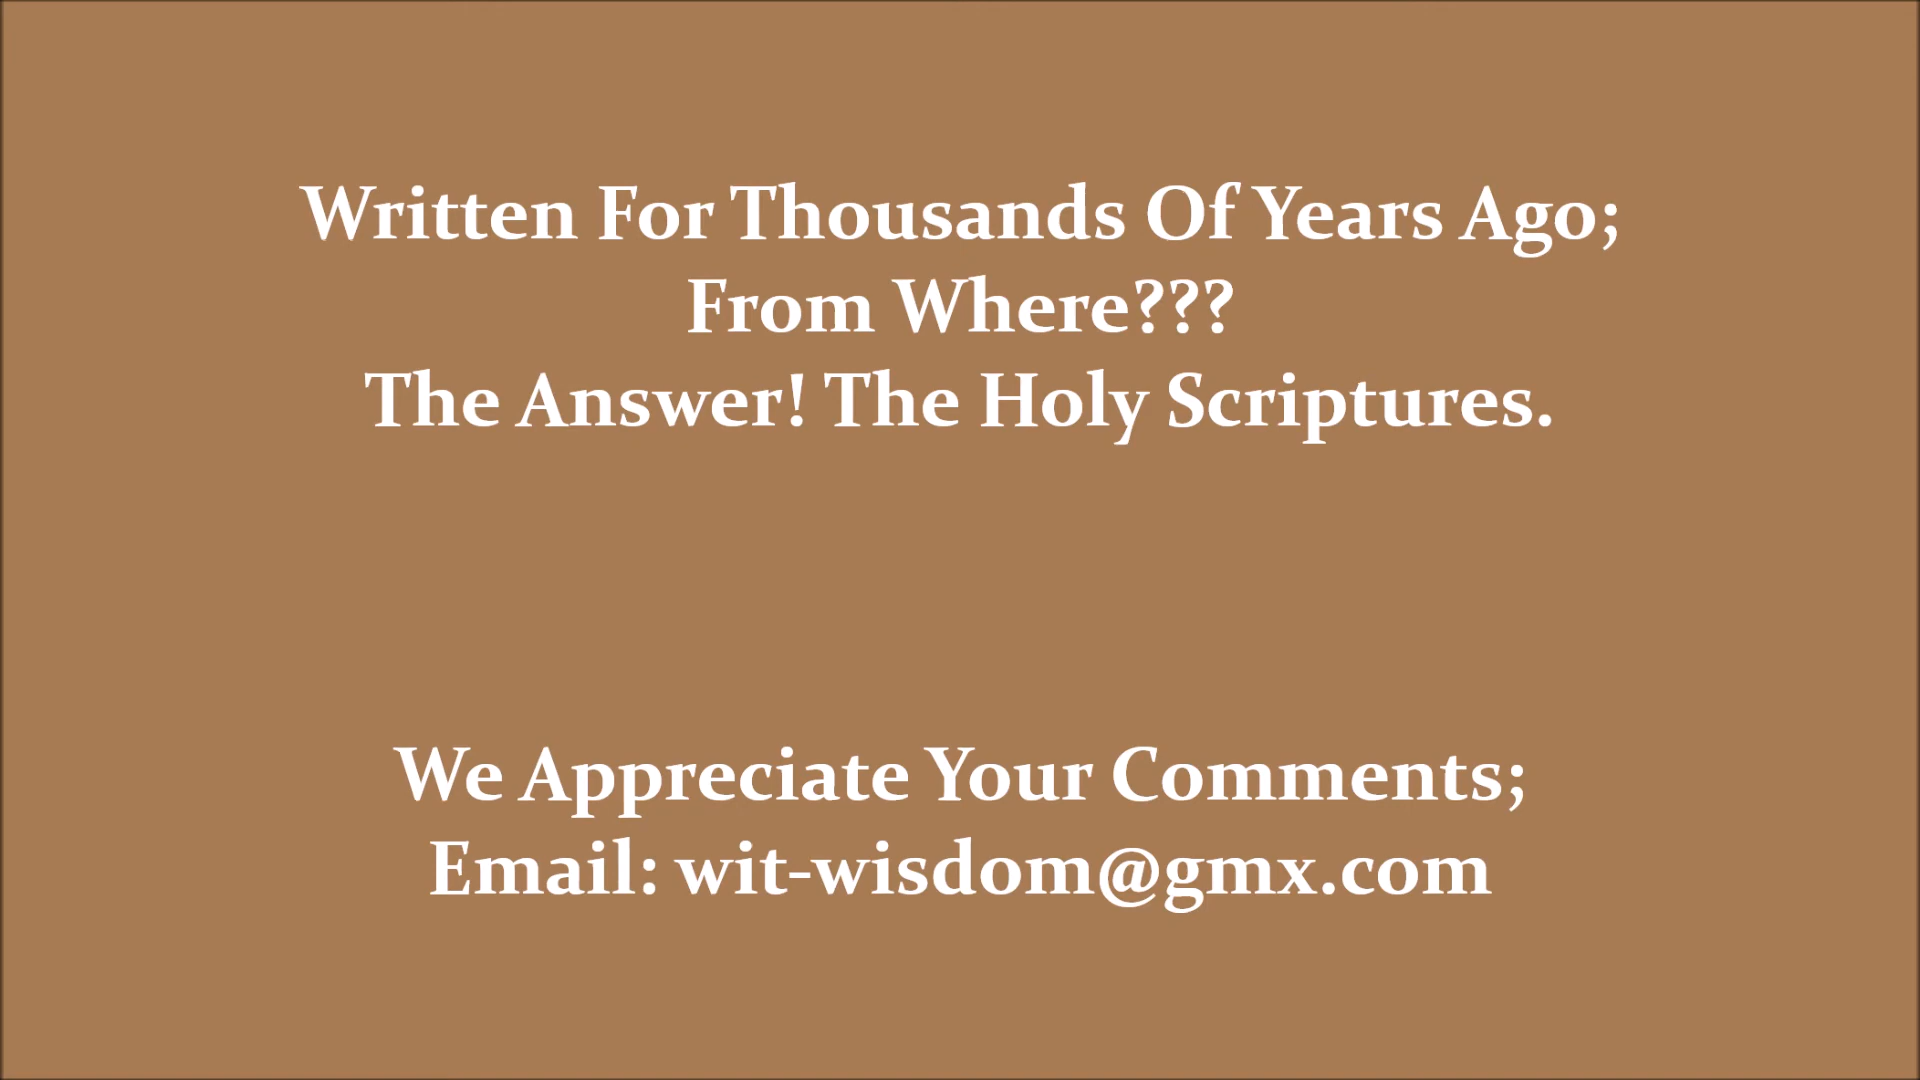 Written For Thousands Of Years Ago;
From Where???
The Answer! The Holy Scriptures.
We Appreciate Your Comments;
Email: wit-wisdom@gmx.com